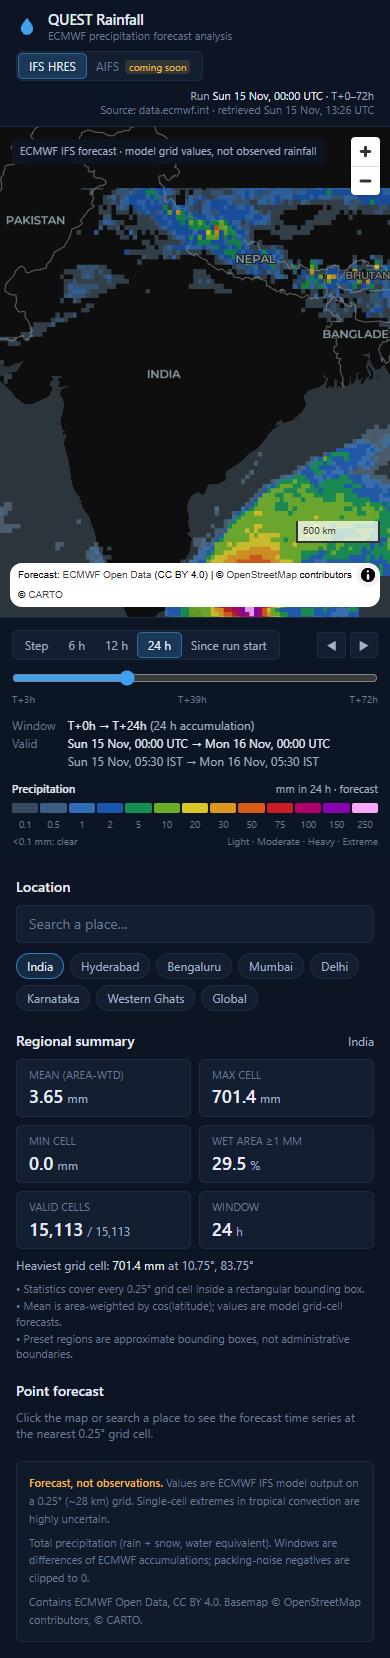 QUEST Rainfall
ECMWF precipitation forecast analysis
IFS HRES
AIFS coming soon
Run Sun 15 Nov, 00:00 UTC · T+0–72h
Source: data.ecmwf.int · retrieved Sun 15 Nov, 13:26 UTC
ECMWF IFS forecast · model grid values, not observed rainfall
+
−
PAKISTAN
NEPAL
BHUTAN
BANGLADE
INDIA
500 km
Forecast: ECMWF Open Data (CC BY 4.0) | © OpenStreetMap contributors
© CARTO
Step 6 h 12 h 24 h Since run start
◀ ▶
T+3h T+39h T+72h
Window T+0h → T+24h (24 h accumulation)
Valid Sun 15 Nov, 00:00 UTC → Mon 16 Nov, 00:00 UTC
Sun 15 Nov, 05:30 IST → Mon 16 Nov, 05:30 IST
Precipitation mm in 24 h · forecast
0.1 0.5 1 2 5 10 20 30 50 75 100 150 250
<0.1 mm: clear Light · Moderate · Heavy · Extreme
Location
Search a place...
India Hyderabad Bengaluru Mumbai Delhi
Karnataka Western Ghats Global
Regional summary India
MEAN (AREA-WTD) MAX CELL
3.65 mm 701.4 mm
MIN CELL WET AREA ≥1 MM
0.0 mm 29.5 %
VALID CELLS WINDOW
15,113 / 15,113 24 h
Heaviest grid cell: 701.4 mm at 10.75°, 83.75°
• Statistics cover every 0.25° grid cell inside a rectangular bounding box.
• Mean is area-weighted by cos(latitude); values are model grid-cell
forecasts.
• Preset regions are approximate bounding boxes, not administrative
boundaries.
Point forecast
Click the map or search a place to see the forecast time series at
the nearest 0.25° grid cell.
Forecast, not observations. Values are ECMWF IFS model output on
a 0.25° (~28 km) grid. Single-cell extremes in tropical convection are
highly uncertain.
Total precipitation (rain + snow, water equivalent). Windows are
differences of ECMWF accumulations; packing-noise negatives are
clipped to 0.
Contains ECMWF Open Data, CC BY 4.0. Basemap © OpenStreetMap
contributors, © CARTO.